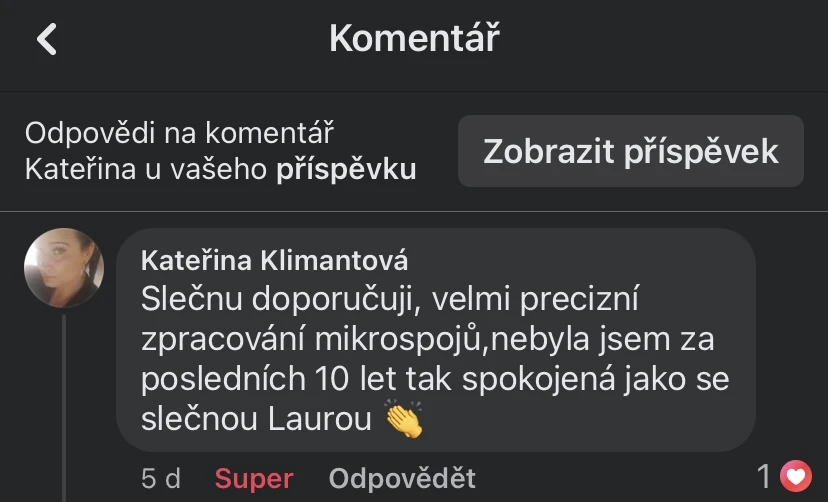 Komentář
Odpovědi na komentář
Kateřina u vašeho příspěvku
Zobrazit příspěvek
Kateřina Klimantová
Slečnu doporučuji, velmi precizní
zpracování mikrospojů,nebyla jsem za
posledních 10 let tak spokojená jako se
slečnou Laurou 👏
5 d Super Odpovědět 1